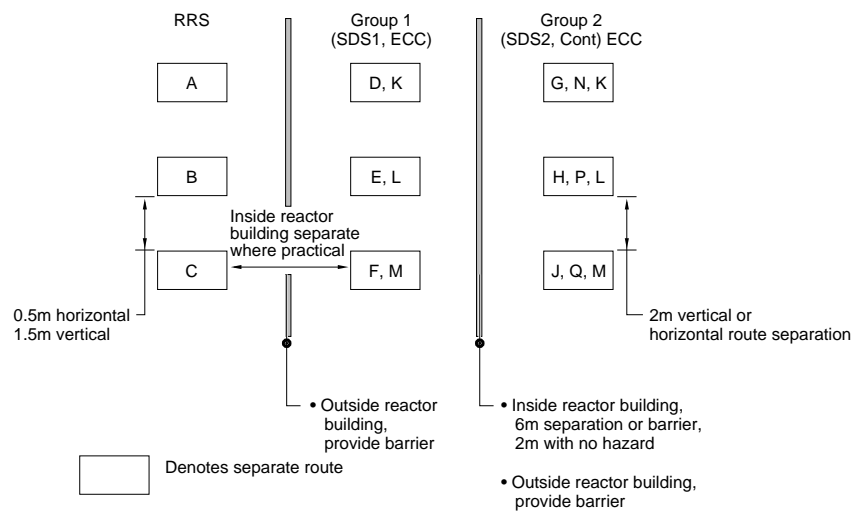 RRS
Group 1
(SDS1, ECC)
Group 2
(SDS2, Cont) ECC
A
D, K
G, N, K
B
E, L
H, P, L
Inside reactor
building separate
where practical
C
F, M
J, Q, M
0.5m horizontal
1.5m vertical
2m vertical or
horizontal route separation
• Outside reactor
building,
provide barrier
• Inside reactor building,
6m separation or barrier,
2m with no hazard
Denotes separate route
• Outside reactor building,
provide barrier